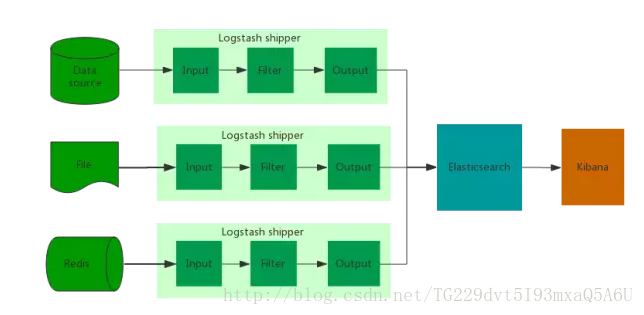 Logstash shipper
Data
source
Input
Filter
Output
Logstash shipper
File
Input
Filter
Output
Elasticsearch
Kibana
Logstash shipper
Redis
Input
Filter
Output
http://blog.csdn.net/TG229dvt5I93mxaQ5A6U